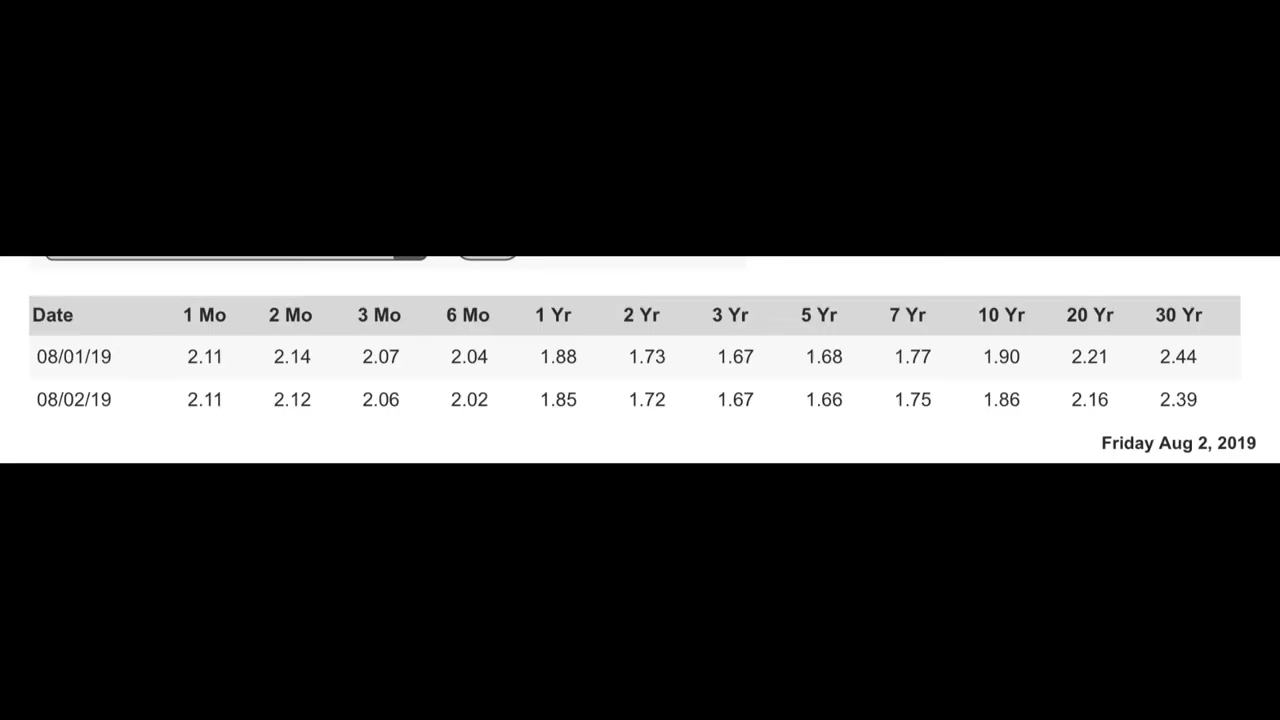 Date 1 Mo 2 Mo 3 Mo 6 Mo 1 Yr 2 Yr 3 Yr 5 Yr 7 Yr 10 Yr 20 Yr 30 Yr
08/01/19 2.11 2.14 2.07 2.04 1.88 1.73 1.67 1.68 1.77 1.90 2.21 2.44
08/02/19 2.11 2.12 2.06 2.02 1.85 1.72 1.67 1.66 1.75 1.86 2.16 2.39
Friday Aug 2, 2019